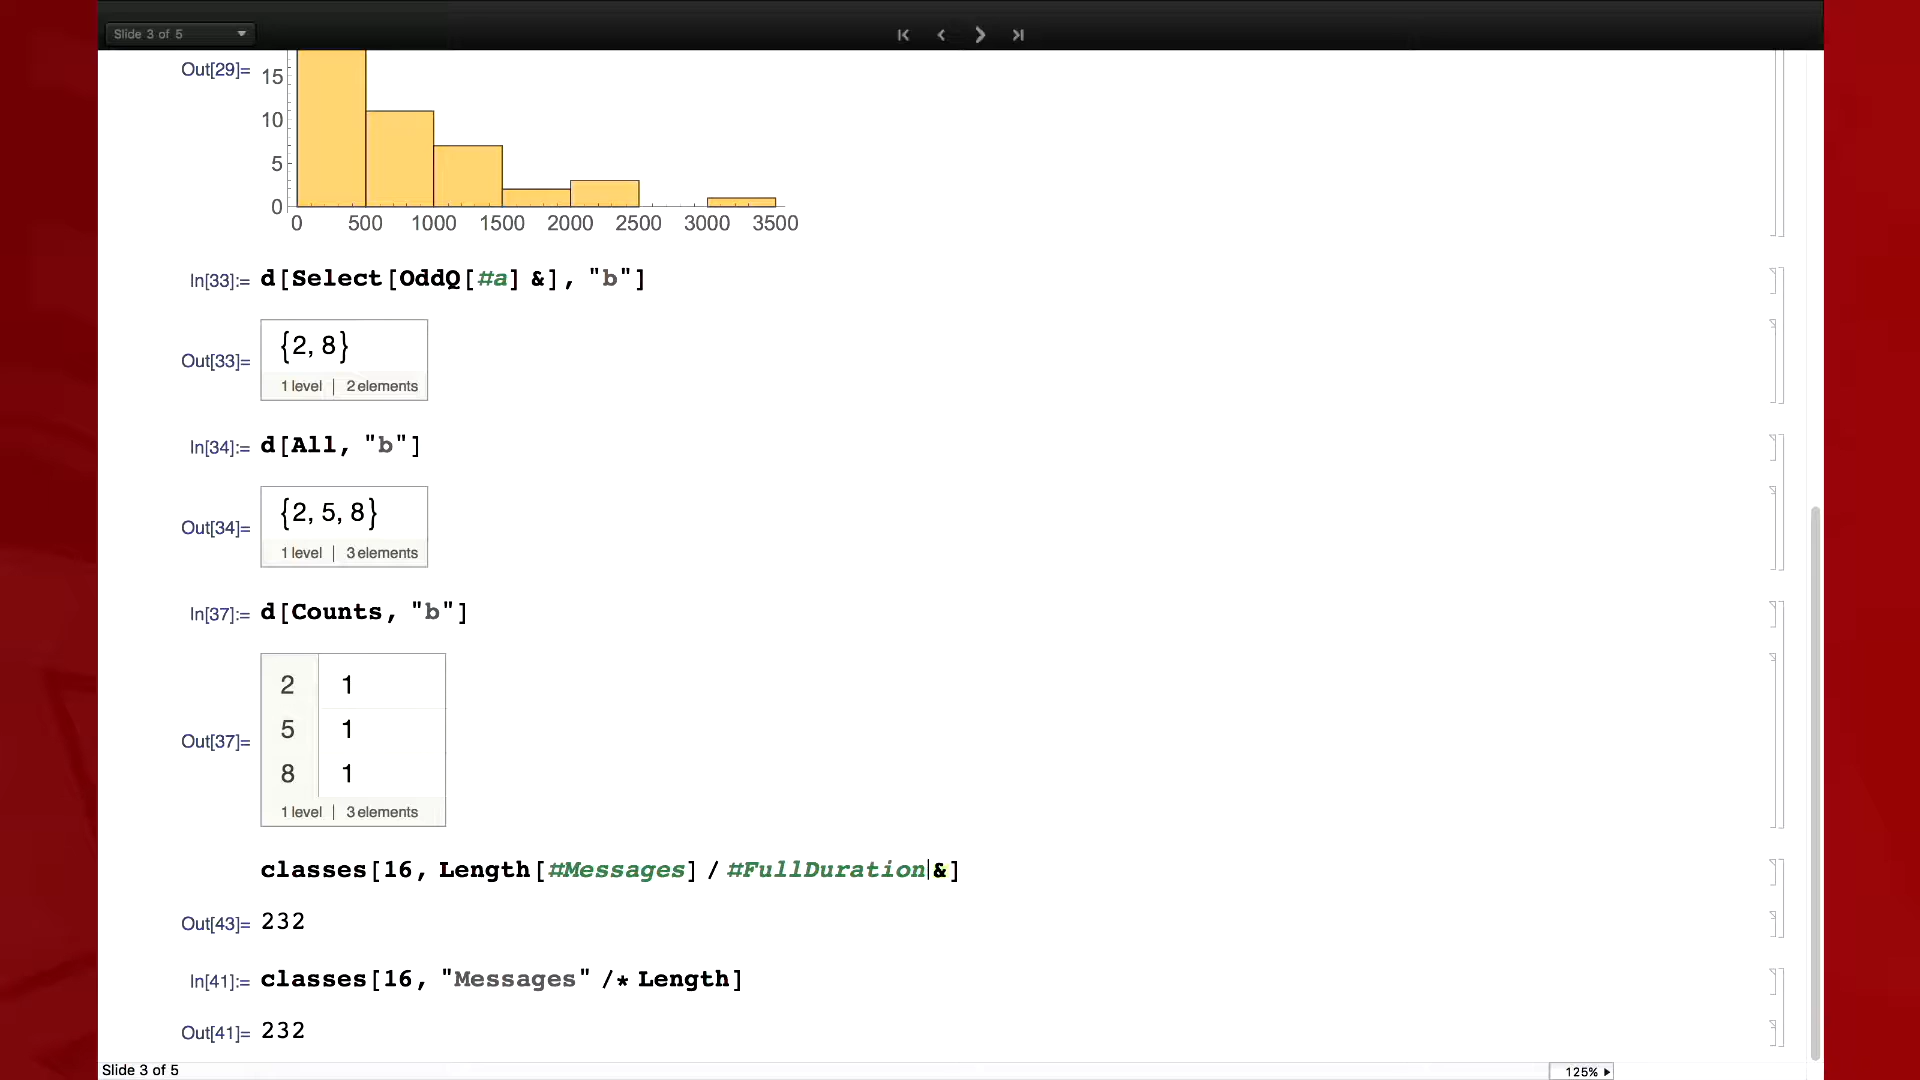 Slide 3 of 5
Out[29]=
15
10
5
0
0 500 1000 1500 2000 2500 3000 3500
In[33]:= d[Select[OddQ[#a] &], "b"]
Out[33]= {2, 8}
1 level | 2 elements
In[34]:= d[All, "b"]
Out[34]= {2, 5, 8}
1 level | 3 elements
In[37]:= d[Counts, "b"]
Out[37]=
2 1
5 1
8 1
1 level | 3 elements
classes[16, Length[#Messages] / #FullDuration&]
Out[43]= 232
In[41]:= classes[16, "Messages" /* Length]
Out[41]= 232
Slide 3 of 5
125%